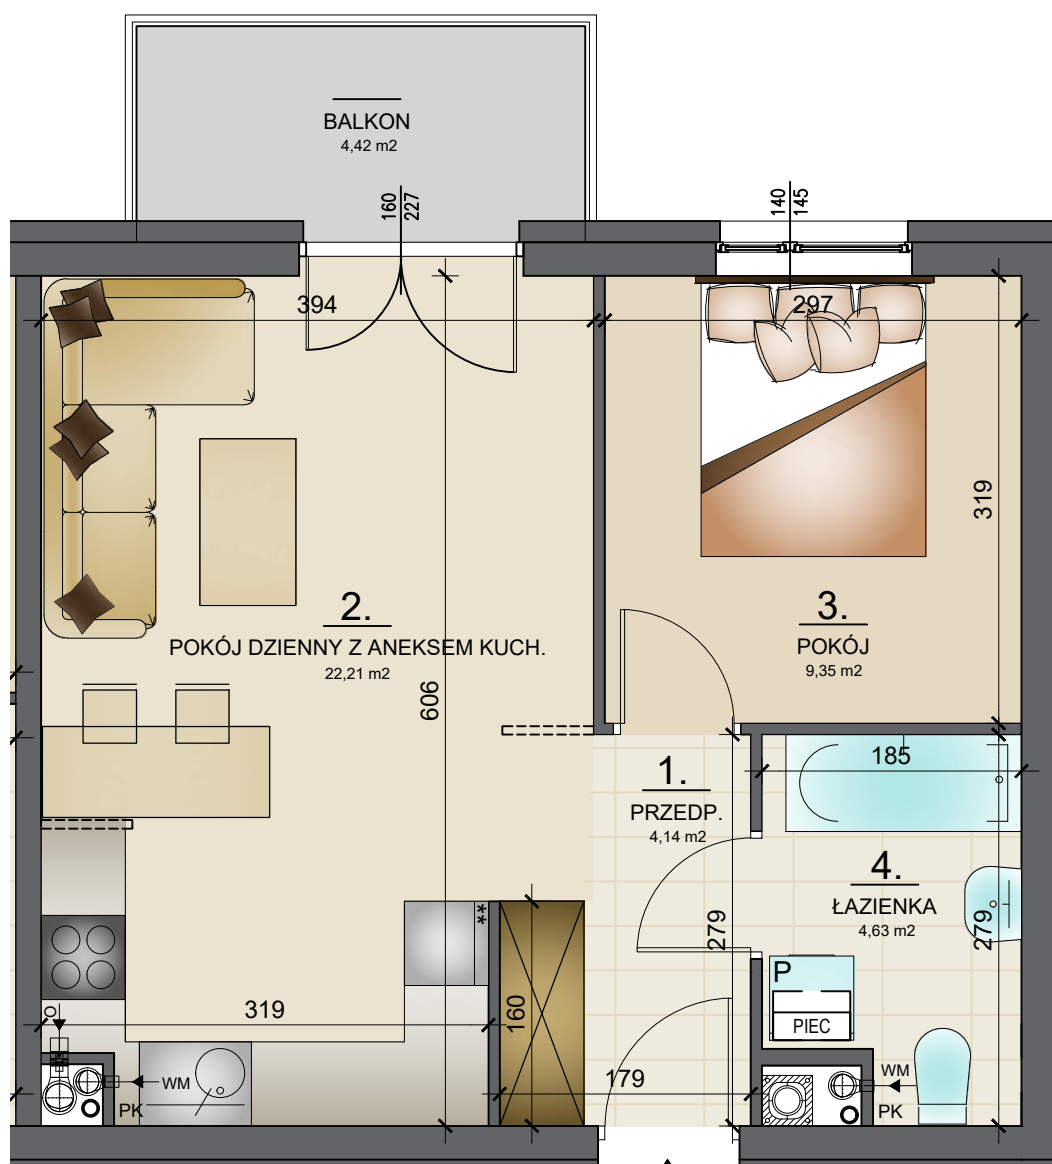 BALKON
4,42 m2
160
227
140
145
394
297
319
2.
POKÓJ DZIENNY Z ANEKSEM KUCH.
22,21 m2
606
3.
POKÓJ
9,35 m2
1.
PRZEDP.
4,14 m2
185
4.
ŁAZIENKA
4,63 m2
279
279
**
P
PIEC
O
319
160
179
WM
PK
WM
PK